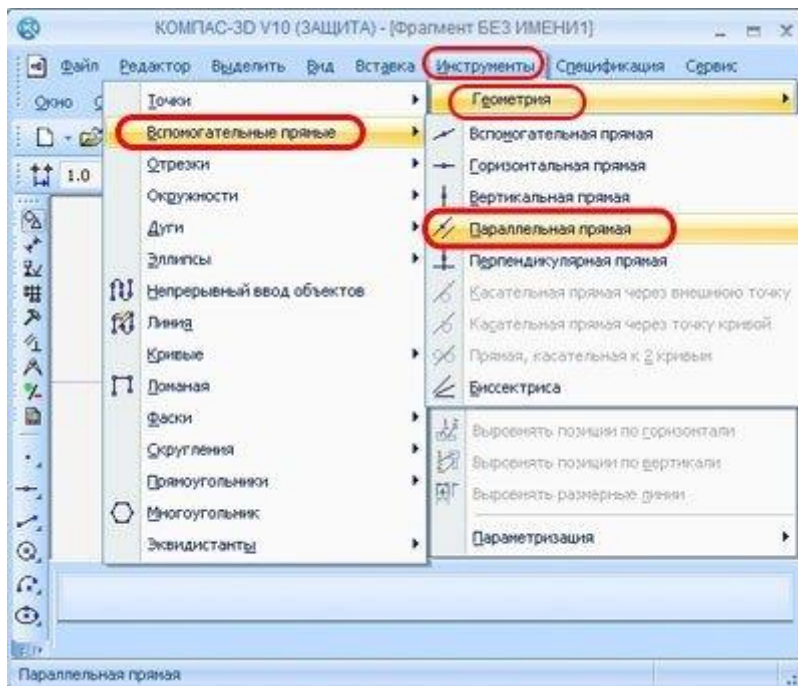 КОМПАС-3D V10 (ЗАЩИТА) - [Фрагмент БЕЗ ИМЕНИ1]
Файл Редактор Выделить Вид Вставка Инструменты Спецификация Сервис
Окно
1.0
Точки
Вспомогательные прямые
Отрезки
Окружности
Дуги
Эллипсы
Непрерывный ввод объектов
Линия
Кривые
Ломаная
Фаски
Скругления
Прямоугольники
Многоугольник
Эквидистанты
Геометрия
Вспомогательная прямая
Горизонтальная прямая
Вертикальная прямая
Параллельная прямая
Перпендикулярная прямая
Касательная прямая через внешнюю точку
Касательная прямая через точку кривой
Прямая, касательная к 2 кривым
Биссектриса
Выровнять позиции по горизонтали
Выровнять позиции по вертикали
Выровнять размерные линии
Параметризация
Параллельная прямая